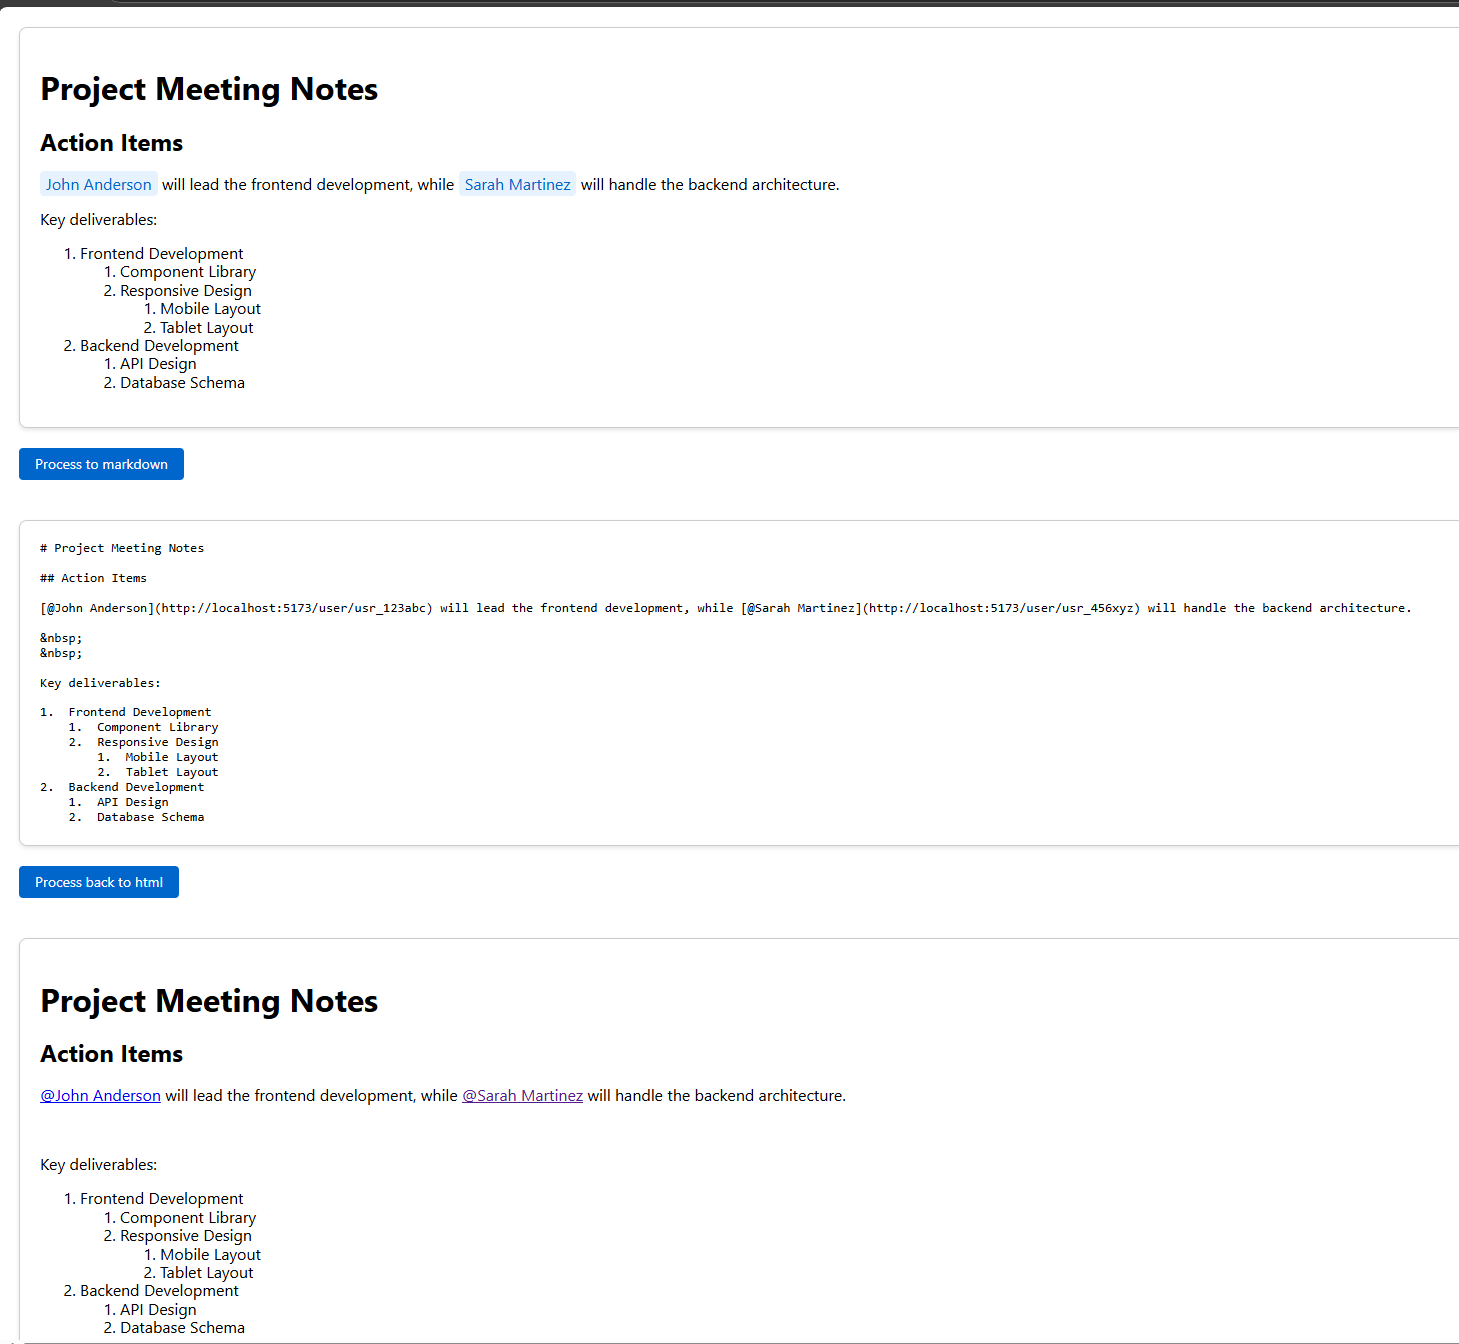 Project Meeting Notes
Action Items
John Anderson will lead the frontend development, while Sarah Martinez will handle the backend architecture.
Key deliverables:
1. Frontend Development
1. Component Library
2. Responsive Design
1. Mobile Layout
2. Tablet Layout
2. Backend Development
1. API Design
2. Database Schema
Process to markdown
# Project Meeting Notes
## Action Items
[@John Anderson](http://localhost:5173/user/usr_123abc) will lead the frontend development, while [@Sarah Martinez](http://localhost:5173/user/usr_456xyz) will handle the backend architecture.
&nbsp;
&nbsp;
Key deliverables:
1.  Frontend Development
    1.  Component Library
    2.  Responsive Design
        1.  Mobile Layout
        2.  Tablet Layout
2.  Backend Development
    1.  API Design
    2.  Database Schema
Process back to html
Project Meeting Notes
Action Items
@John Anderson will lead the frontend development, while @Sarah Martinez will handle the backend architecture.
Key deliverables:
1. Frontend Development
1. Component Library
2. Responsive Design
1. Mobile Layout
2. Tablet Layout
2. Backend Development
1. API Design
2. Database Schema